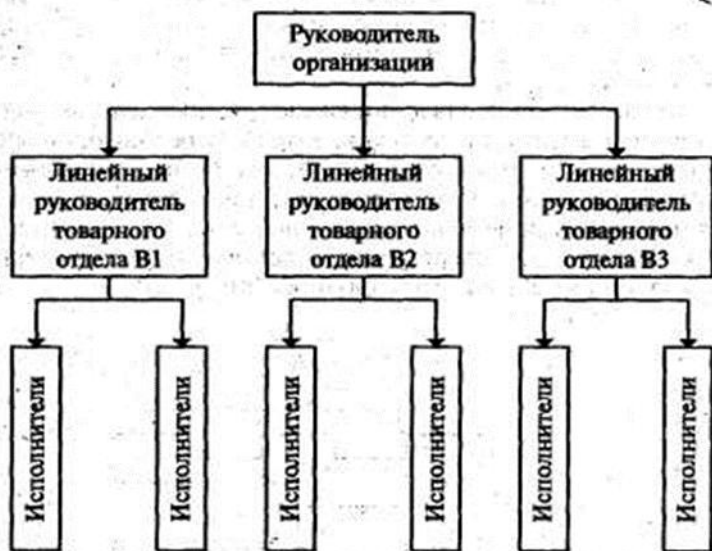 Руководитель
организации
Линейный
руководитель
товарного
отдела В1
Линейный
руководитель
товарного
отдела В2
Линейный
руководитель
товарного
отдела В3
Исполнители
Исполнители
Исполнители
Исполнители
Исполнители
Исполнители